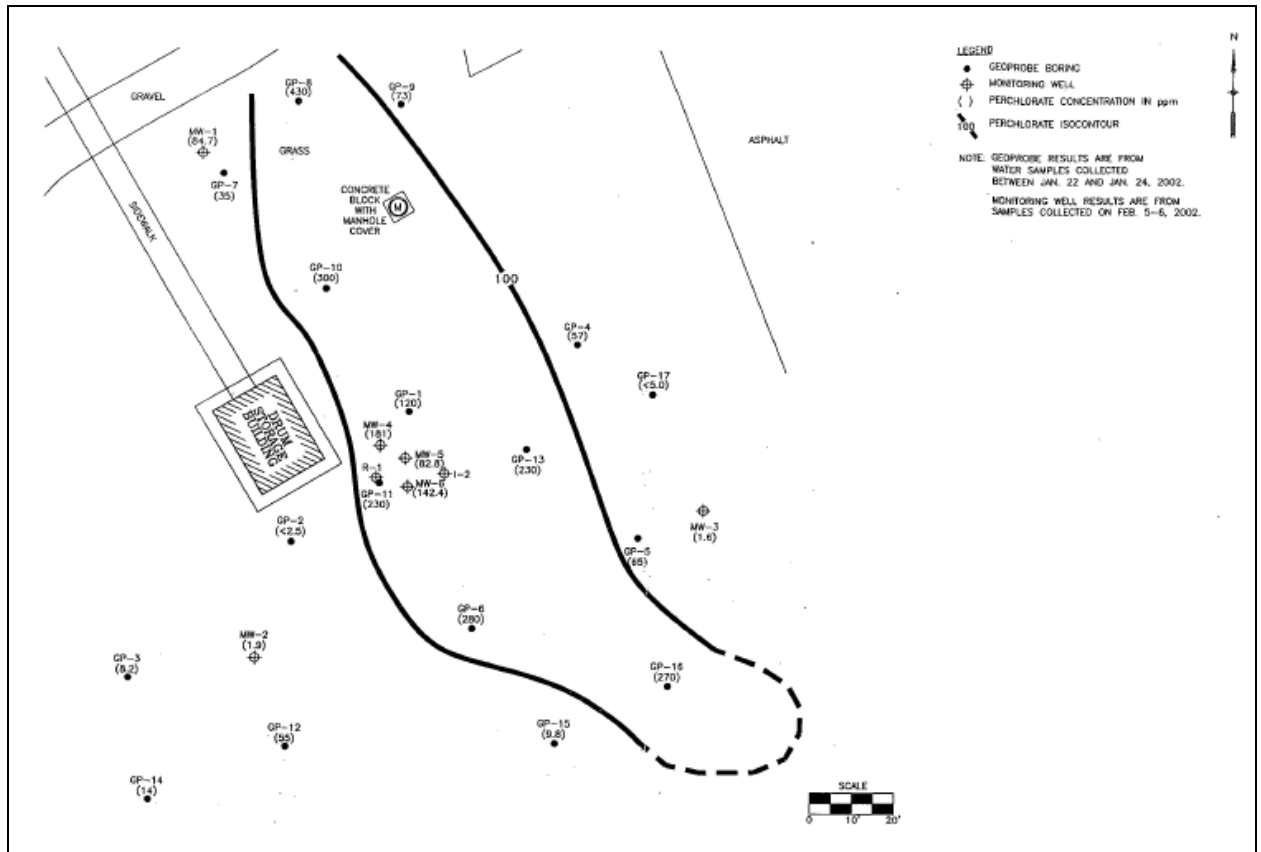 N
LEGEND
GEOPROBE BORING
MONITORING WELL
( ) PERCHLORATE CONCENTRATION IN ppm
100 PERCHLORATE ISOCONTOUR
NOTE: GEOPROBE RESULTS ARE FROM
WATER SAMPLES COLLECTED
BETWEEN JAN. 22 AND JAN. 24, 2002.
MONITORING WELL RESULTS ARE FROM
SAMPLES COLLECTED ON FEB. 5-6, 2002.
GRAVEL
GP-8
(430)
GP-9
(73)
MW-1
(84.7)
GRASS
ASPHALT
GP-7
(35)
CONCRETE
BLOCK
WITH
MANHOLE
COVER
M
SIDEWALK
GP-10
(300)
100
GP-4
(57)
GP-17
(<5.0)
GP-1
(120)
DRUM
STORAGE
BUILDING
MW-4
(181)
MW-5
(82.8)
GP-13
(230)
R-1
I-2
GP-11
(230)
MW-6
(142.4)
GP-2
(<2.5)
MW-3
(1.6)
GP-5
(65)
GP-6
(280)
MW-2
(1.9)
GP-3
(8.2)
GP-16
(270)
GP-12
(55)
GP-15
(9.8)
GP-14
(14)
SCALE
0 10' 20'